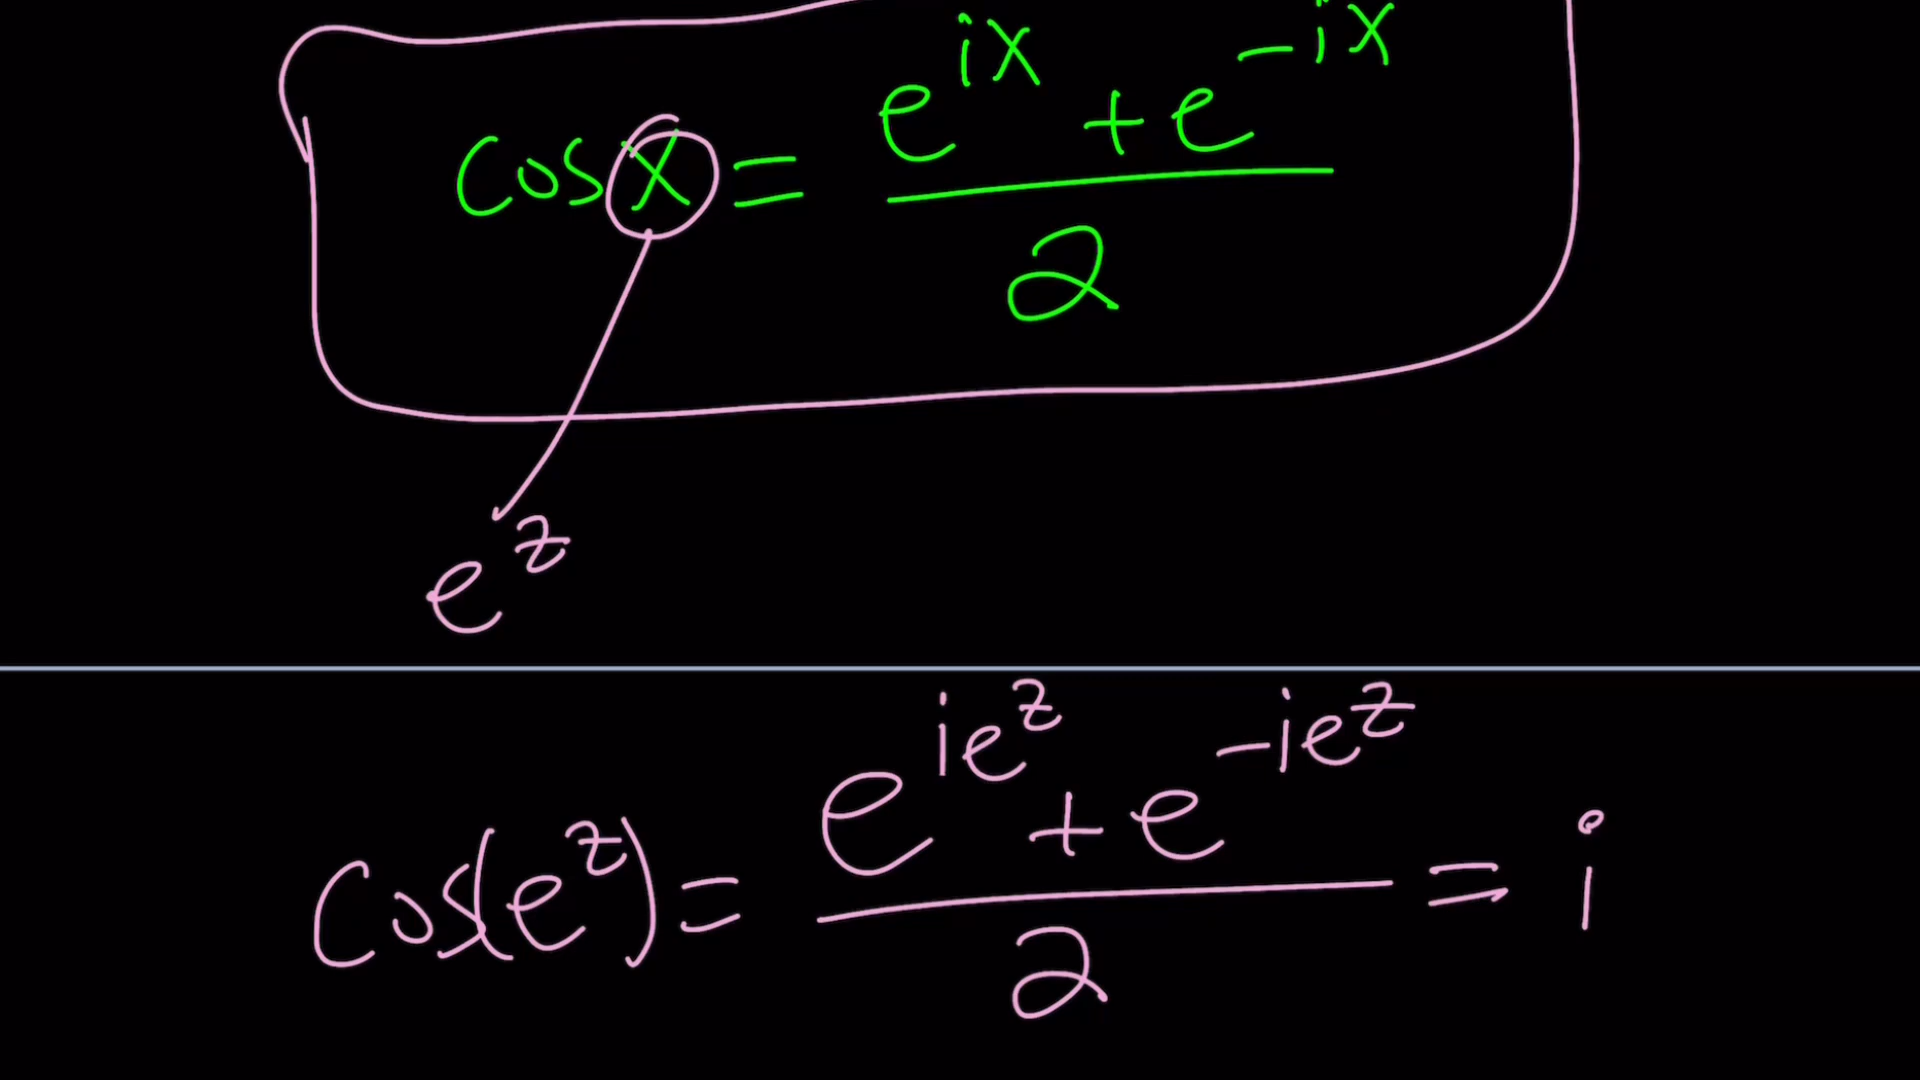 cos x = (e^{ix} + e^{-ix})/2
e^z
cos(e^z) = (e^{ie^z} + e^{-ie^z})/2 = i